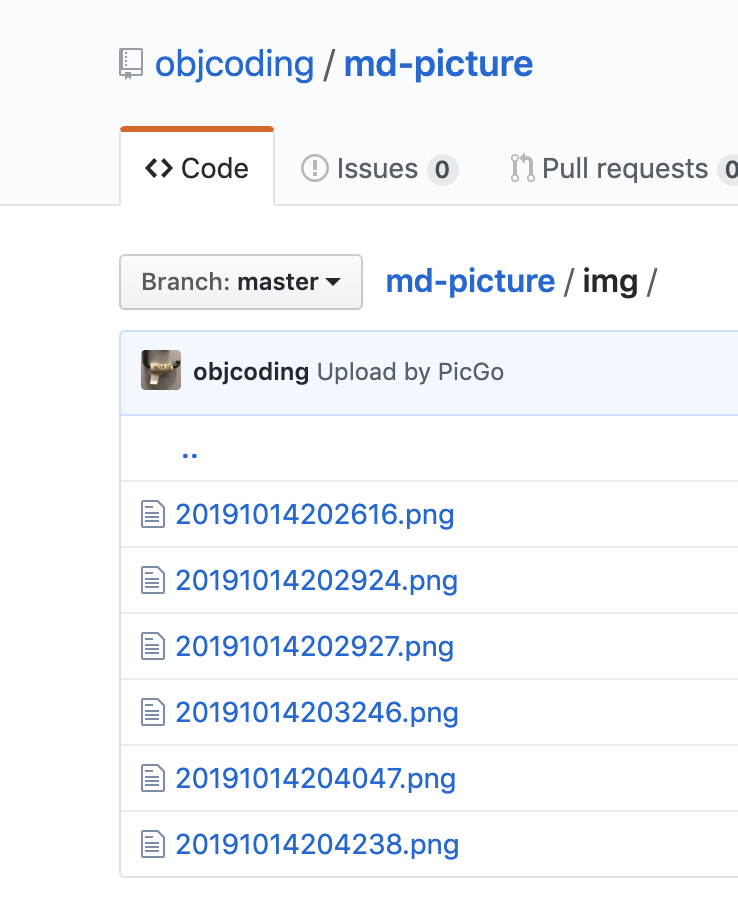 objcoding / md-picture
Code Issues 0 Pull requests 0
Branch: master md-picture / img /
objcoding Upload by PicGo
..
20191014202616.png
20191014202924.png
20191014202927.png
20191014203246.png
20191014204047.png
20191014204238.png